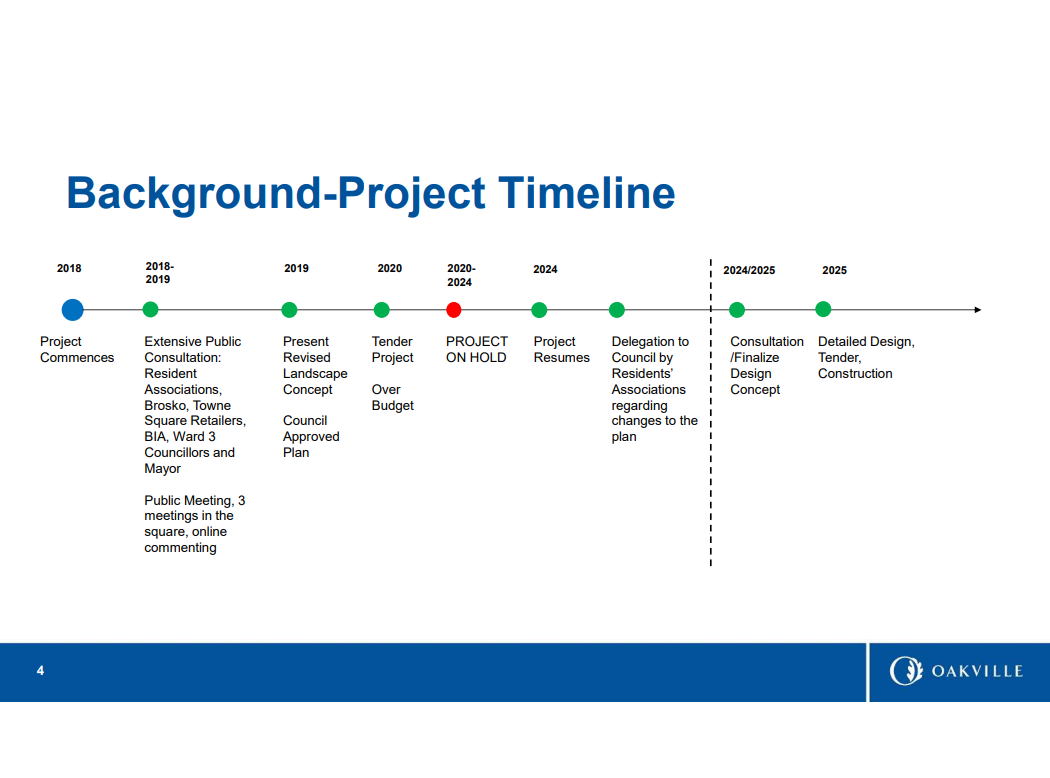 Background-Project Timeline
2018
Project
Commences
2018-
2019
Extensive Public
Consultation:
Resident
Associations,
Brosko, Towne
Square Retailers,
BIA, Ward 3
Councillors and
Mayor
Public Meeting, 3
meetings in the
square, online
commenting
2019
Present
Revised
Landscape
Concept
Council
Approved
Plan
2020
Tender
Project
Over
Budget
2020-
2024
PROJECT
ON HOLD
2024
Project
Resumes
Delegation to
Council by
Residents’
Associations
regarding
changes to the
plan
2024/2025
Consultation
/Finalize
Design
Concept
2025
Detailed Design,
Tender,
Construction
4
OAKVILLE